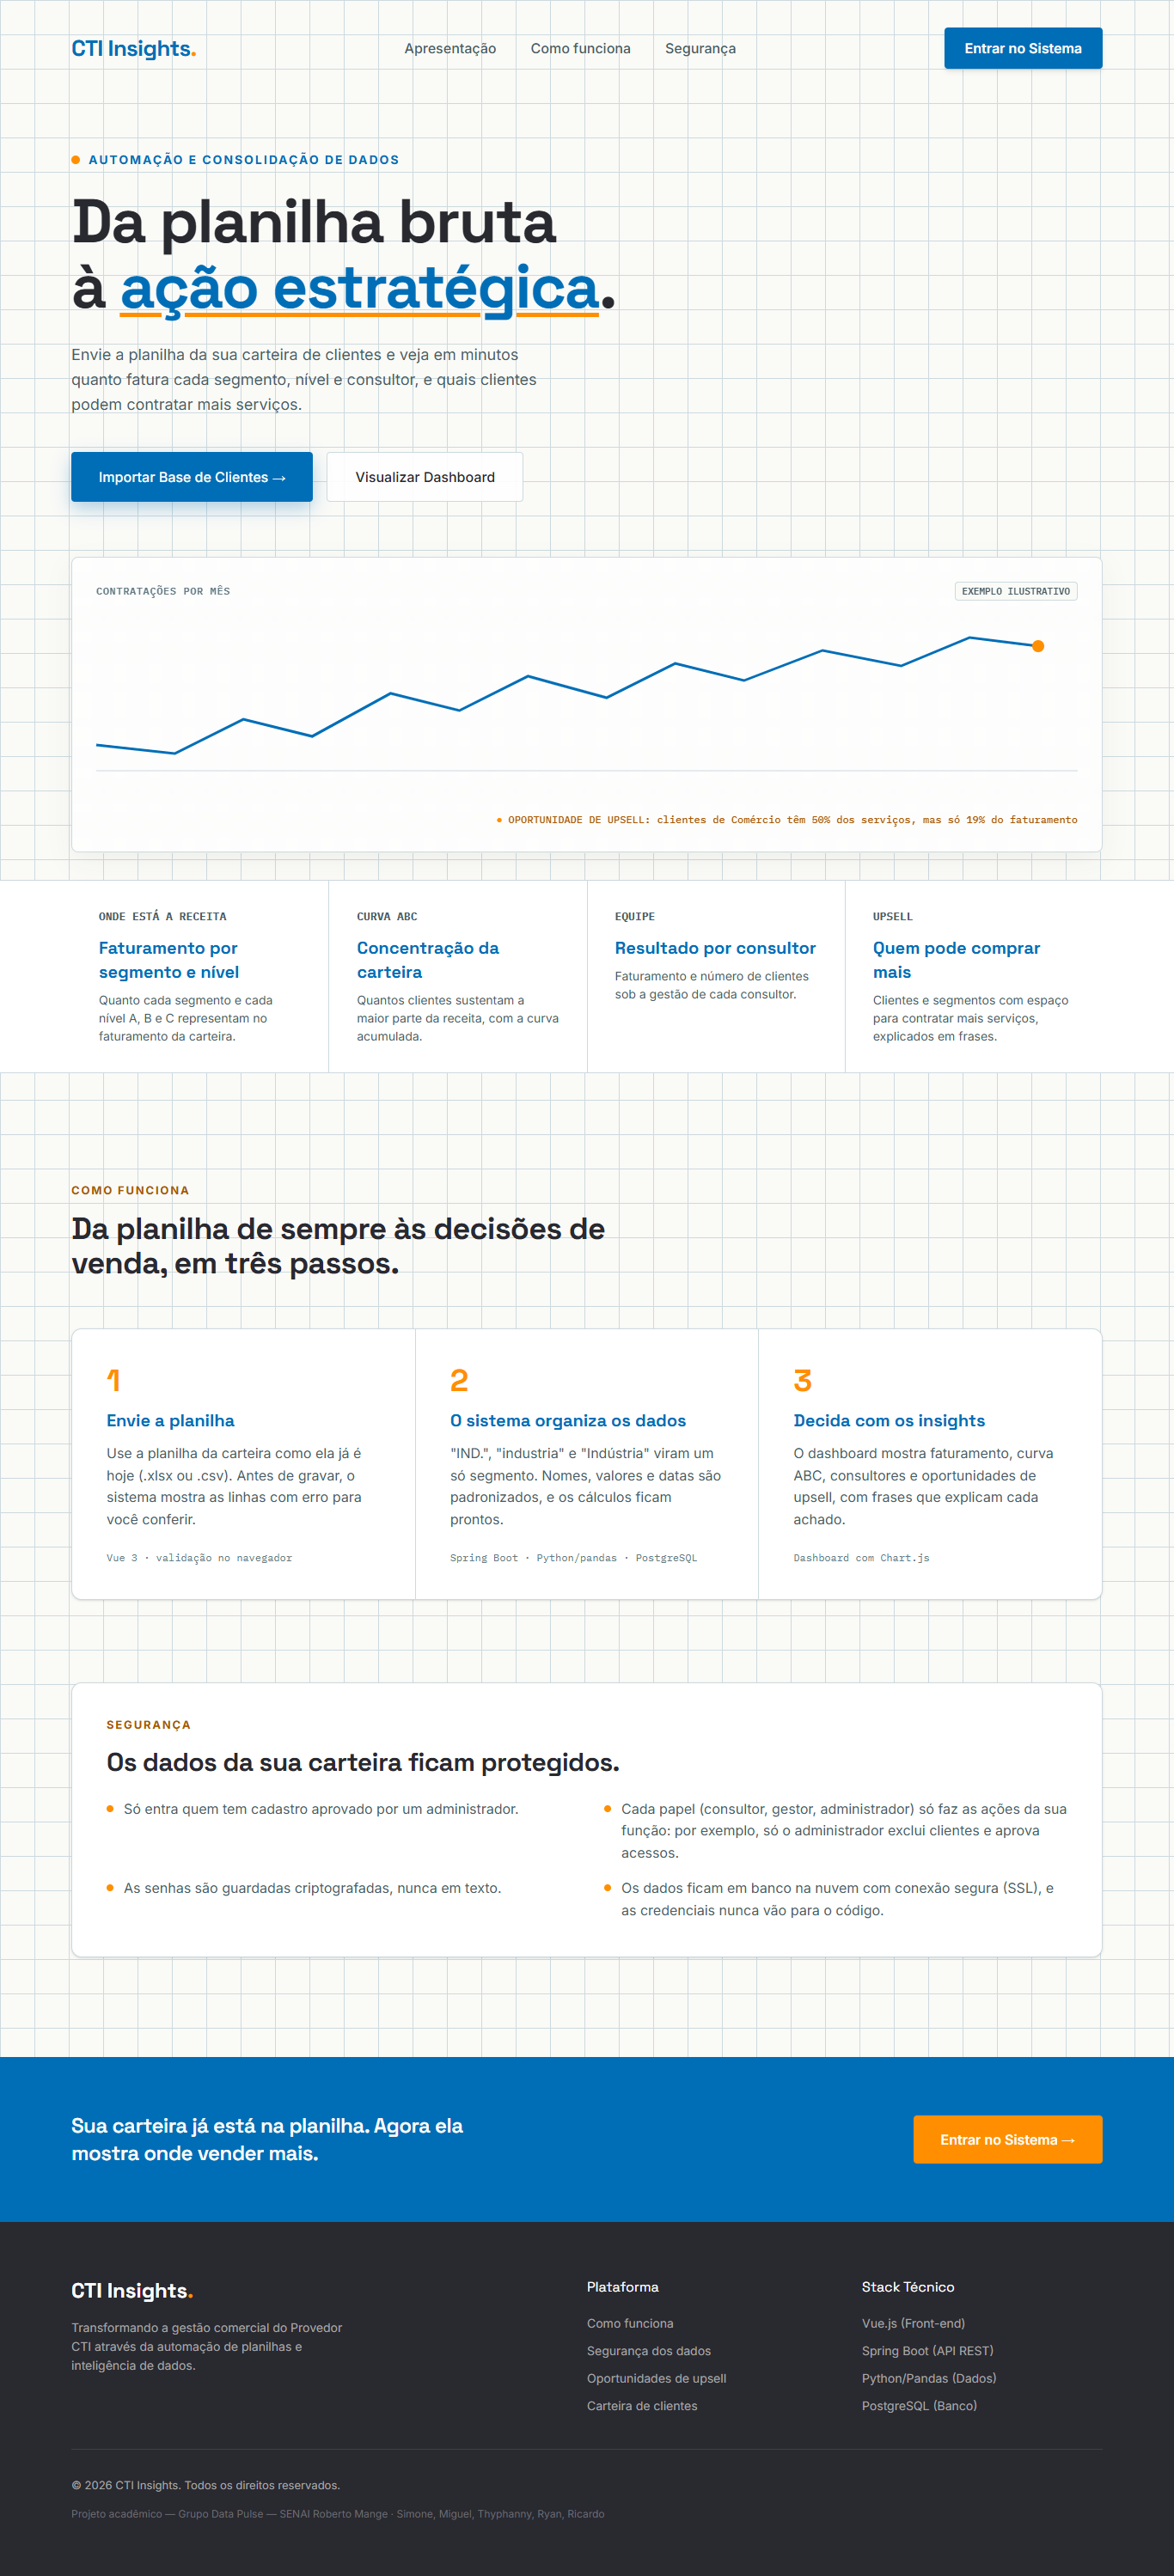 CTI Insights.
Apresentação
Como funciona
Segurança
Entrar no Sistema
AUTOMAÇÃO E CONSOLIDAÇÃO DE DADOS
Da planilha bruta
à ação estratégica.
Envie a planilha da sua carteira de clientes e veja em minutos
quanto fatura cada segmento, nível e consultor, e quais clientes
podem contratar mais serviços.
Importar Base de Clientes →
Visualizar Dashboard
CONTRATAÇÕES POR MÊS
EXEMPLO ILUSTRATIVO
● OPORTUNIDADE DE UPSELL: clientes de Comércio têm 50% dos serviços, mas só 19% do faturamento
ONDE ESTÁ A RECEITA
Faturamento por
segmento e nível
Quanto cada segmento e cada
nível A, B e C representam no
faturamento da carteira.
CURVA ABC
Concentração da
carteira
Quantos clientes sustentam a
maior parte da receita, com a curva
acumulada.
EQUIPE
Resultado por consultor
Faturamento e número de clientes
sob a gestão de cada consultor.
UPSELL
Quem pode comprar
mais
Clientes e segmentos com espaço
para contratar mais serviços,
explicados em frases.
COMO FUNCIONA
Da planilha de sempre às decisões de
venda, em três passos.
1
Envie a planilha
Use a planilha da carteira como ela já é
hoje (.xlsx ou .csv). Antes de gravar, o
sistema mostra as linhas com erro para
você conferir.
Vue 3 · validação no navegador
2
O sistema organiza os dados
"IND.", "industria" e "Indústria" viram um
só segmento. Nomes, valores e datas são
padronizados, e os cálculos ficam
prontos.
Spring Boot · Python/pandas · PostgreSQL
3
Decida com os insights
O dashboard mostra faturamento, curva
ABC, consultores e oportunidades de
upsell, com frases que explicam cada
achado.
Dashboard com Chart.js
SEGURANÇA
Os dados da sua carteira ficam protegidos.
Só entra quem tem cadastro aprovado por um administrador.
Cada papel (consultor, gestor, administrador) só faz as ações da sua
função: por exemplo, só o administrador exclui clientes e aprova
acessos.
As senhas são guardadas criptografadas, nunca em texto.
Os dados ficam em banco na nuvem com conexão segura (SSL), e
as credenciais nunca vão para o código.
Sua carteira já está na planilha. Agora ela
mostra onde vender mais.
Entrar no Sistema →
CTI Insights.
Transformando a gestão comercial do Provedor
CTI através da automação de planilhas e
inteligência de dados.
Plataforma
Como funciona
Segurança dos dados
Oportunidades de upsell
Carteira de clientes
Stack Técnico
Vue.js (Front-end)
Spring Boot (API REST)
Python/Pandas (Dados)
PostgreSQL (Banco)
© 2026 CTI Insights. Todos os direitos reservados.
Projeto acadêmico — Grupo Data Pulse — SENAI Roberto Mange · Simone, Miguel, Thyphanny, Ryan, Ricardo